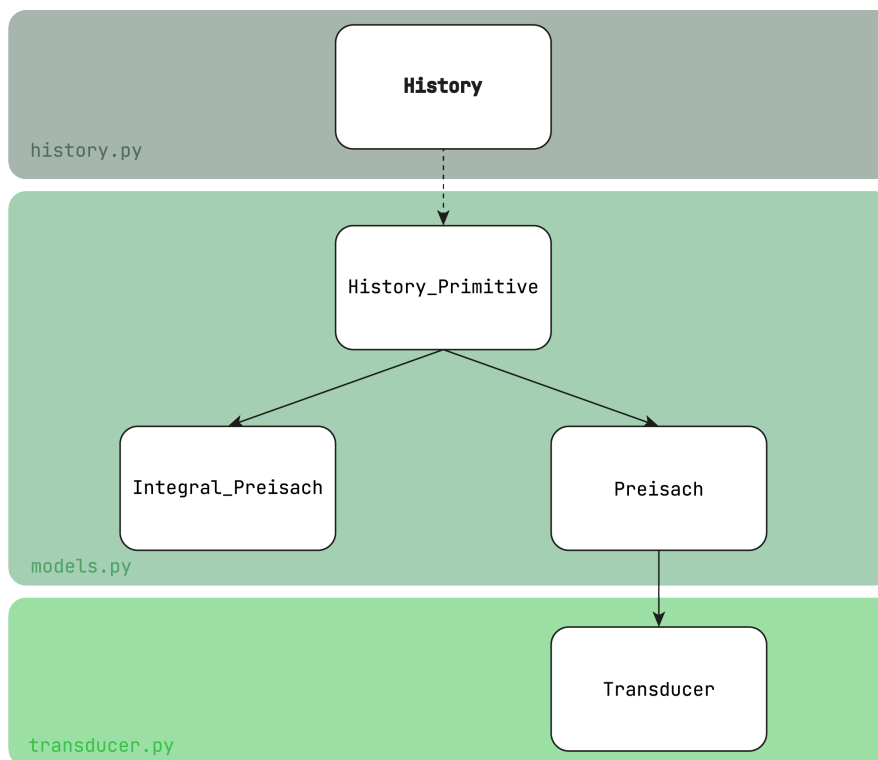 History
history.py
History_Primitive
Integral_Preisach
Preisach
models.py
Transducer
transducer.py